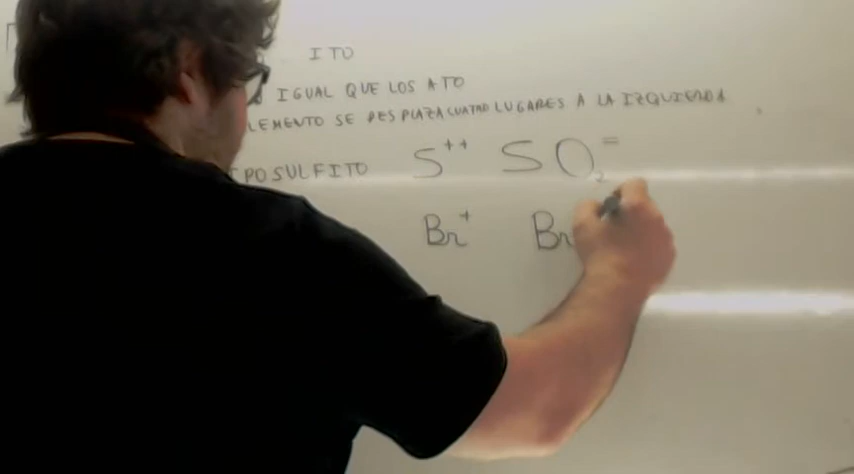 ITO
IGUAL QUE LOS ATO
LEMENTO SE DESPLAZA CUATRO LUGARES A LA IZQUIERDA
POSULFITO S++ SO2=
Br+ Br